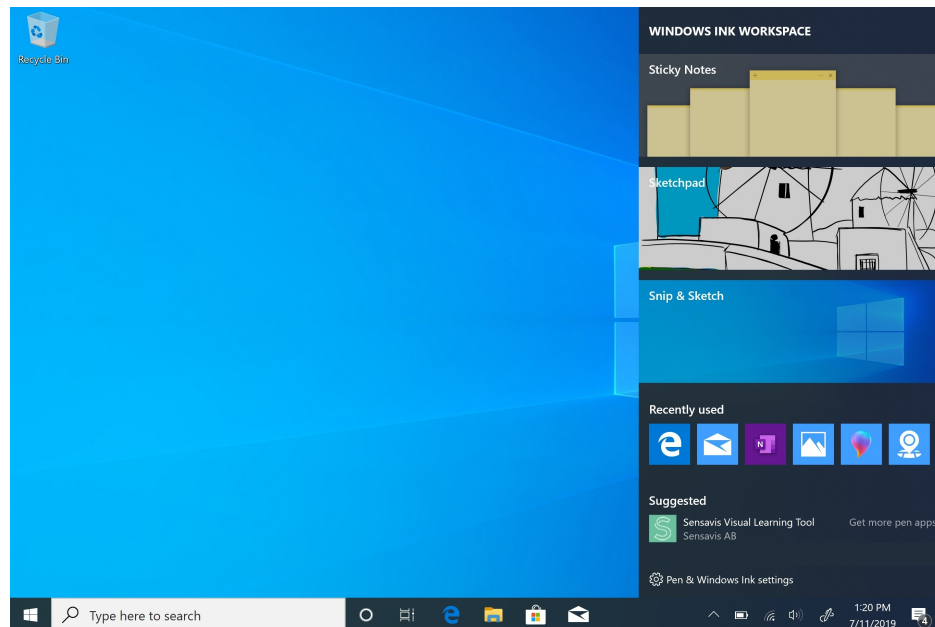 Recycle Bin
WINDOWS INK WORKSPACE
Sticky Notes
Sketchpad
Snip & Sketch
Recently used
N
Suggested
S
Sensavis Visual Learning Tool
Get more pen apps
Sensavis AB
Pen & Windows Ink settings
Type here to search
1:20 PM
7/11/2019
4